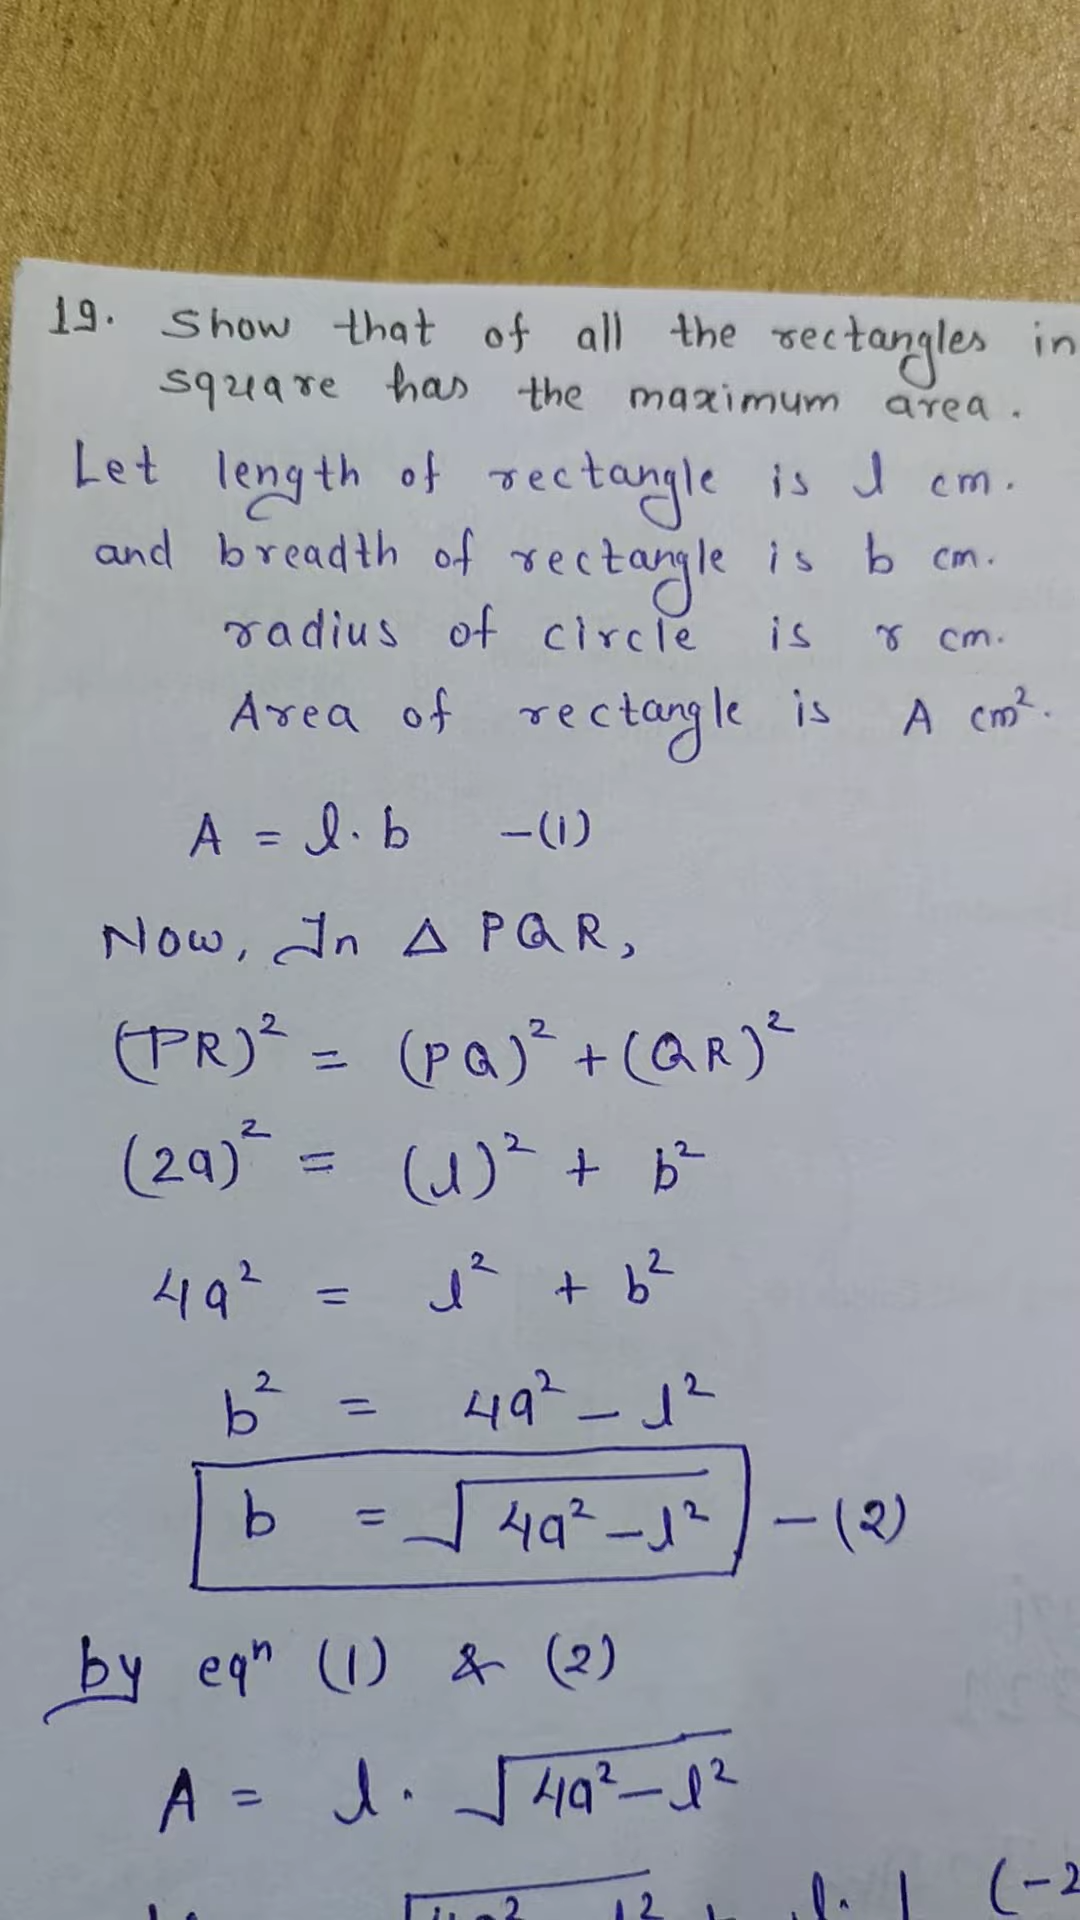 19. Show that of all the rectangles in
square has the maximum area.
Let length of rectangle is l cm.
and breadth of rectangle is b cm.
radius of circle is r cm.
Area of rectangle is A cm².
A = l·b –(1)
Now, In Δ PQR,
(PR)² = (PQ)² + (QR)²
(2a)² = (l)² + b²
4a² = l² + b²
b² = 4a² – l²
b = √(4a² – l²) – (2)
by eqⁿ (1) & (2)
A = l · √(4a² – l²)